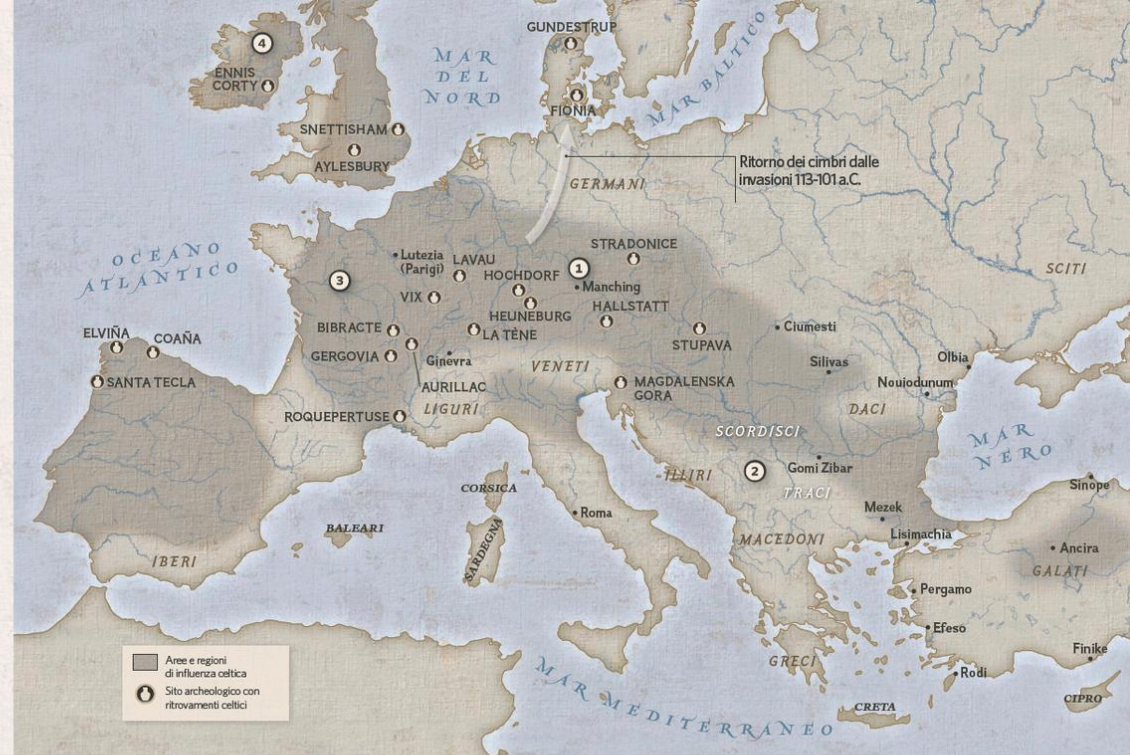 GUNDESTRUP
4
MAR
DEL
NORD
ENNIS
CORTY
MAR BALTICO
FIONIA
SNETTISHAM
AYLESBURY
Ritorno dei cimbri dalle
invasioni 113-101 a.C.
GERMANI
OCEANO
ATLANTICO
STRADONICE
Lutezia
(Parigi)
LAVAU
1
SCITI
3
HOCHDORF
Manching
VIX
HALLSTATT
HEUNEBURG
ELVIÑA
COAÑA
BIBRACTE
LA TÈNE
Ciumesti
STUPAVA
GERGOVIA
Ginevra
VENETI
Silivas
Olbia
SANTA TECLA
AURILLAC
MAGDALENSKA
GORA
Nouiodunum
LIGURI
DACI
ROQUEPERTUSE
SCORDISCI
MAR
NERO
2
Gomi Zibar
ILLIRI
CORSICA
TRACI
Sinope
Roma
Mezek
BALEARI
Lisimachia
SARDEGNA
MACEDONI
Ancira
IBERI
GALATI
Pergamo
Efeso
Finike
GRECI
Rodi
Aree e regioni
di influenza celtica
Sito archeologico con
ritrovamenti celtici
MAR MEDITERRANEO
CRETA
CIPRO